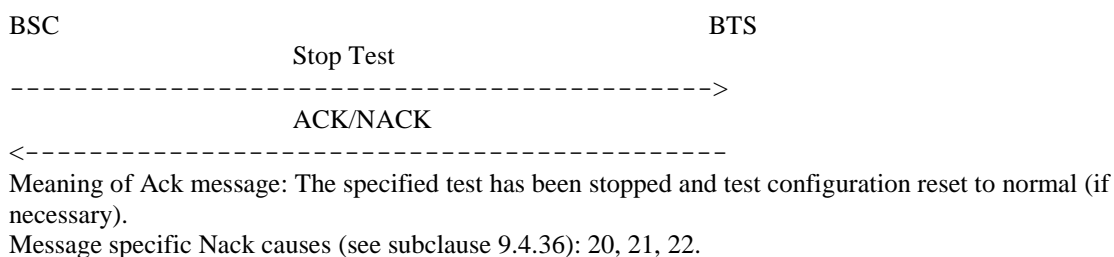 BSC BTS
Stop Test
-------------------------------------------->
ACK/NACK
<--------------------------------------------
Meaning of Ack message: The specified test has been stopped and test configuration reset to normal (if
necessary).
Message specific Nack causes (see subclause 9.4.36): 20, 21, 22.